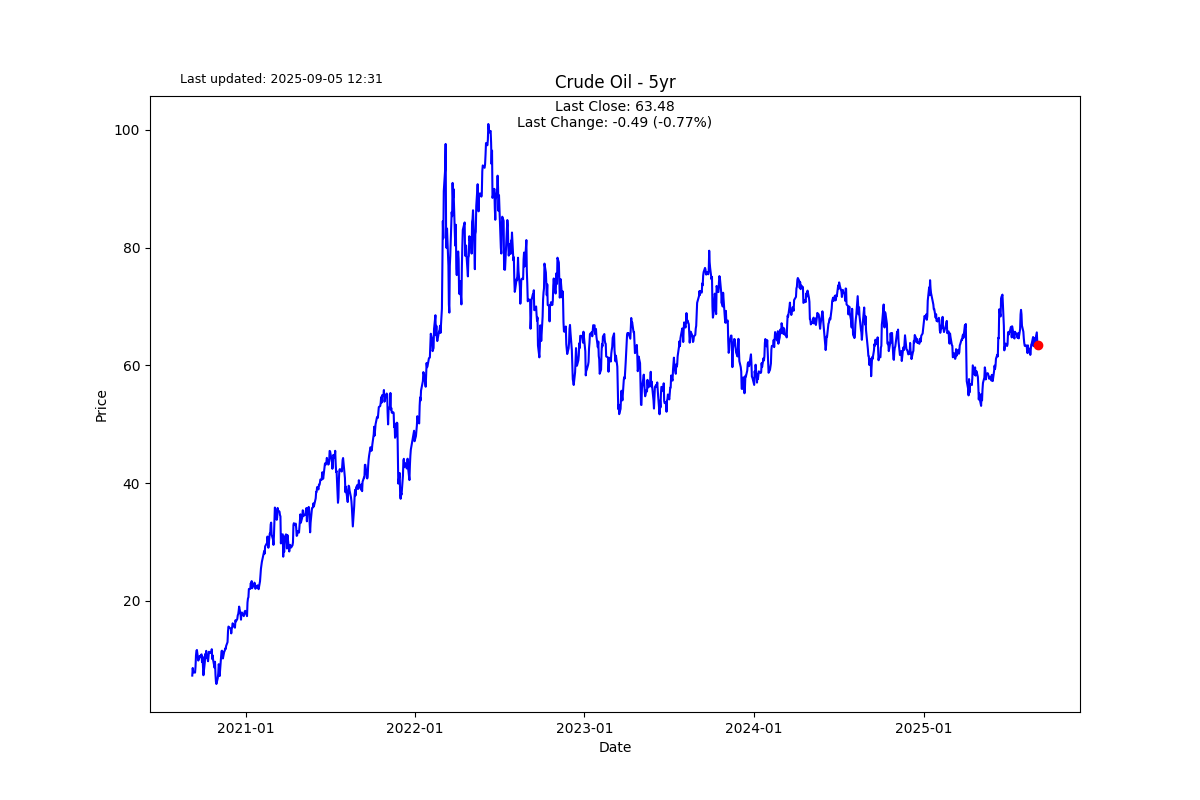 Last updated: 2025-09-05 12:31
Crude Oil - 5yr
Last Close: 63.48
Last Change: -0.49 (-0.77%)
100
80
60
40
20
Price
2021-01
2022-01
2023-01
2024-01
2025-01
Date